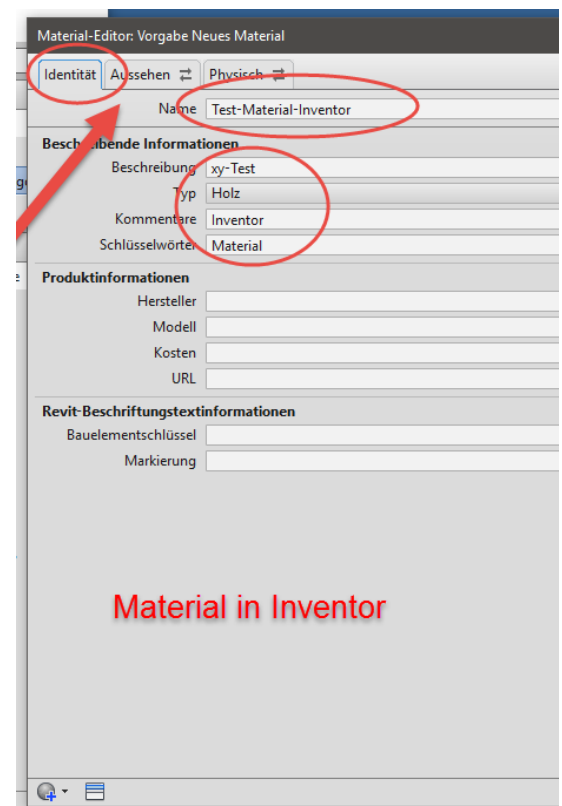 Material-Editor: Vorgabe Neues Material
Identität Aussehen Physisch
Name Test-Material-Inventor
Beschreibende Informationen
Beschreibung xy-Test
Typ Holz
Kommentare Inventor
Schlüsselwörter Material
Produktinformationen
Hersteller
Modell
Kosten
URL
Revit-Beschriftungstextinformationen
Bauelementschlüssel
Markierung
Material in Inventor